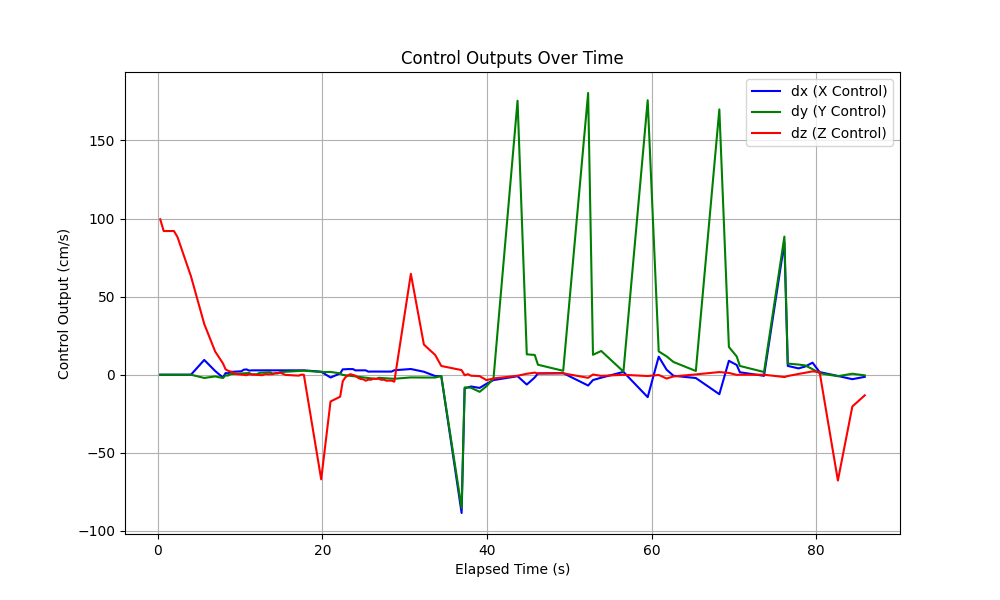 Control Outputs Over Time
dx (X Control)
dy (Y Control)
dz (Z Control)
Control Output (cm/s)
150
100
50
0
−50
−100
0 20 40 60 80
Elapsed Time (s)